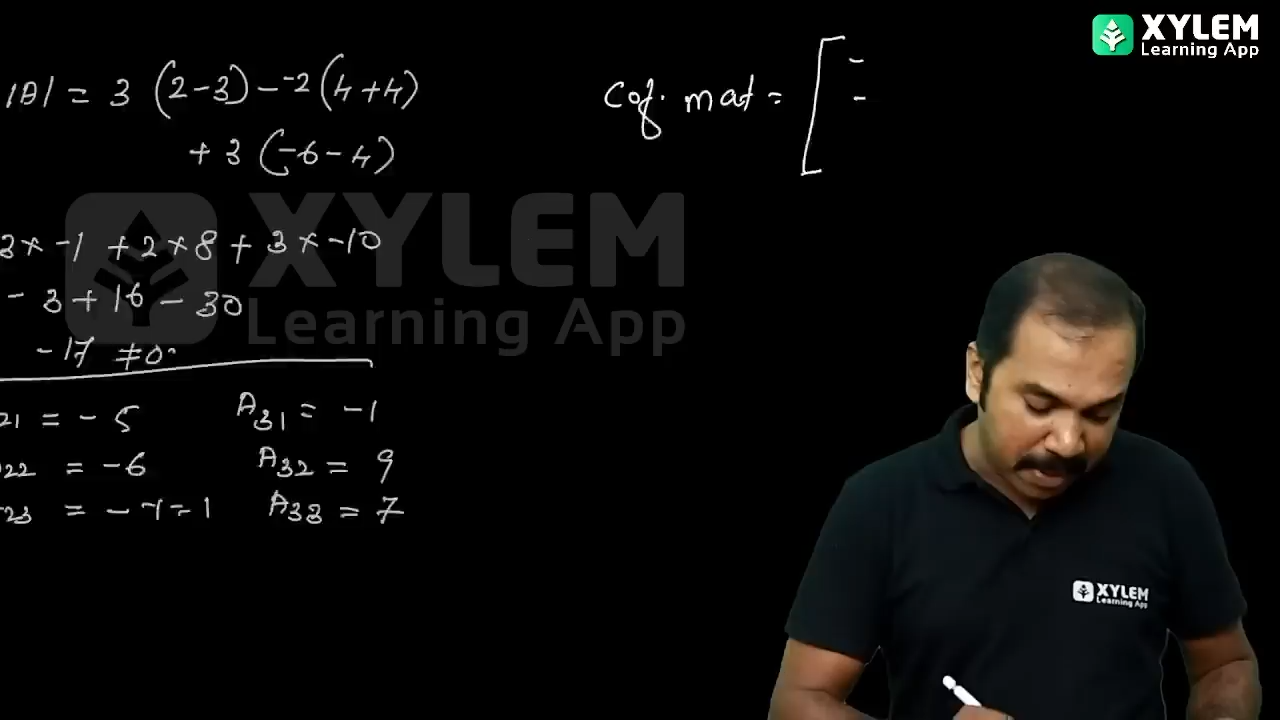 XYLEM
Learning App
|B| = 3 (2-3) - -2 (4+4)
+ 3 (-6-4)
3× -1 + 2×8 + 3×-10
- 3 + 16 - 30
-17 ≠0.
21 = - 5
22 = -6
23 = - -1 = 1
A31 = -1
A32 = 9
A33 = 7
Cof. mat = [ -
-
XYLEM
Learning App
XYLEM
Learning App